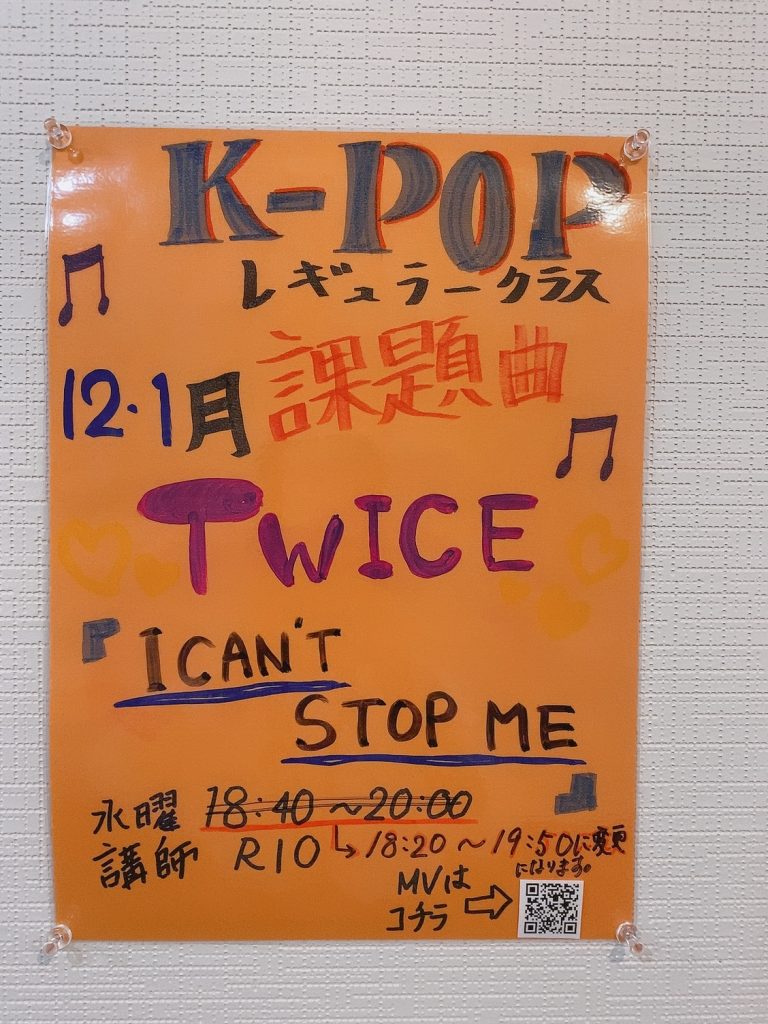 K-POP
レギュラークラス
12・1月 課題曲
TWICE
『I CAN'T
STOP ME』
水曜 18:40~20:00
講師 RIO 18:20~19:50に変更
になります。
MVは
コチラ